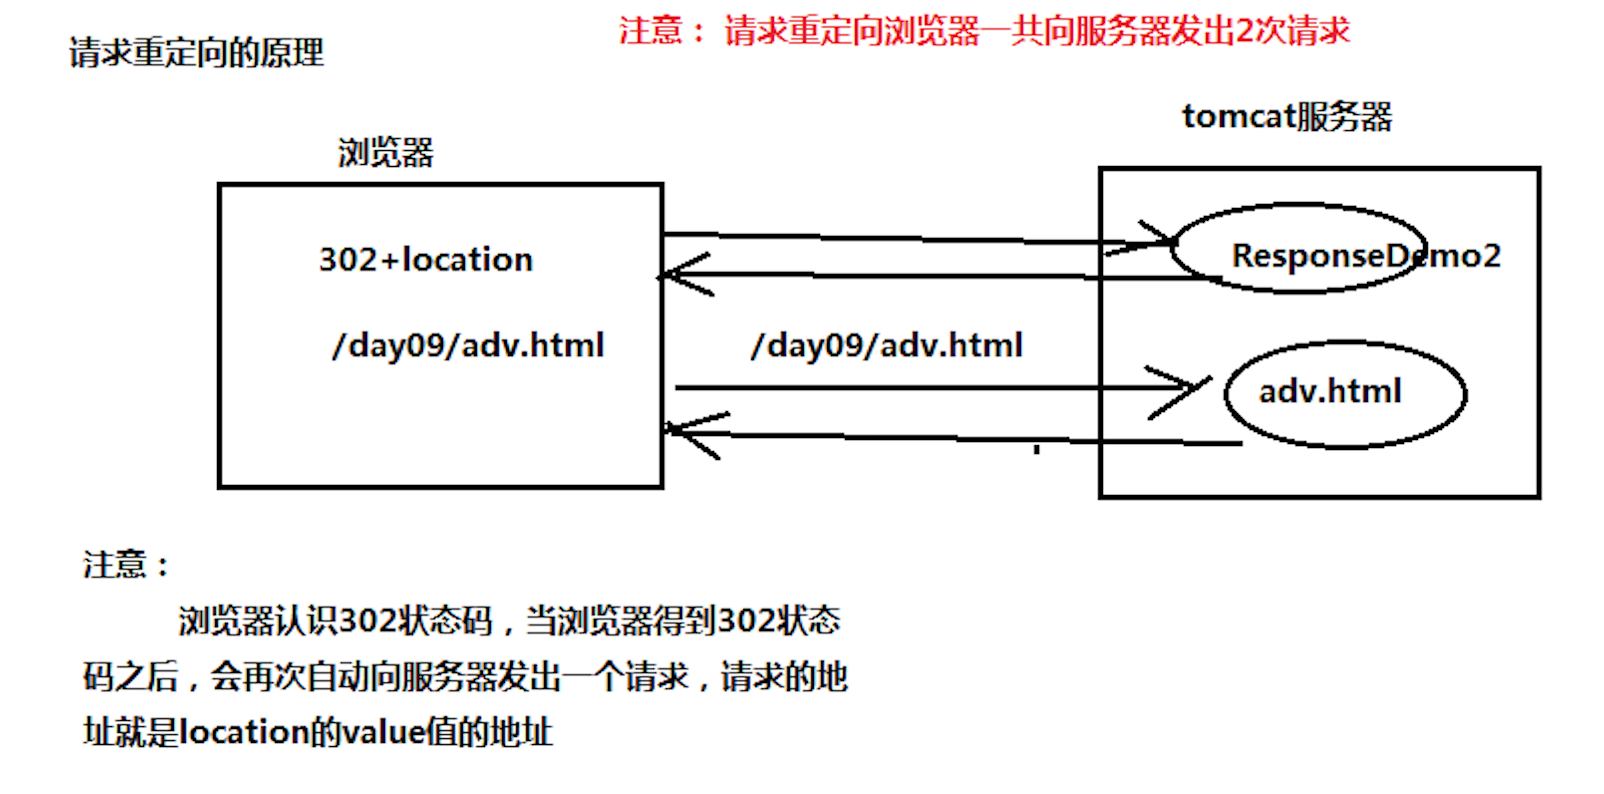 注意： 请求重定向浏览器一共向服务器发出2次请求
请求重定向的原理
tomcat服务器
浏览器
302+location
ResponseDemo2
/day09/adv.html
/day09/adv.html
adv.html
注意：
浏览器认识302状态码，当浏览器得到302状态
码之后，会再次自动向服务器发出一个请求，请求的地
址就是location的value值的地址